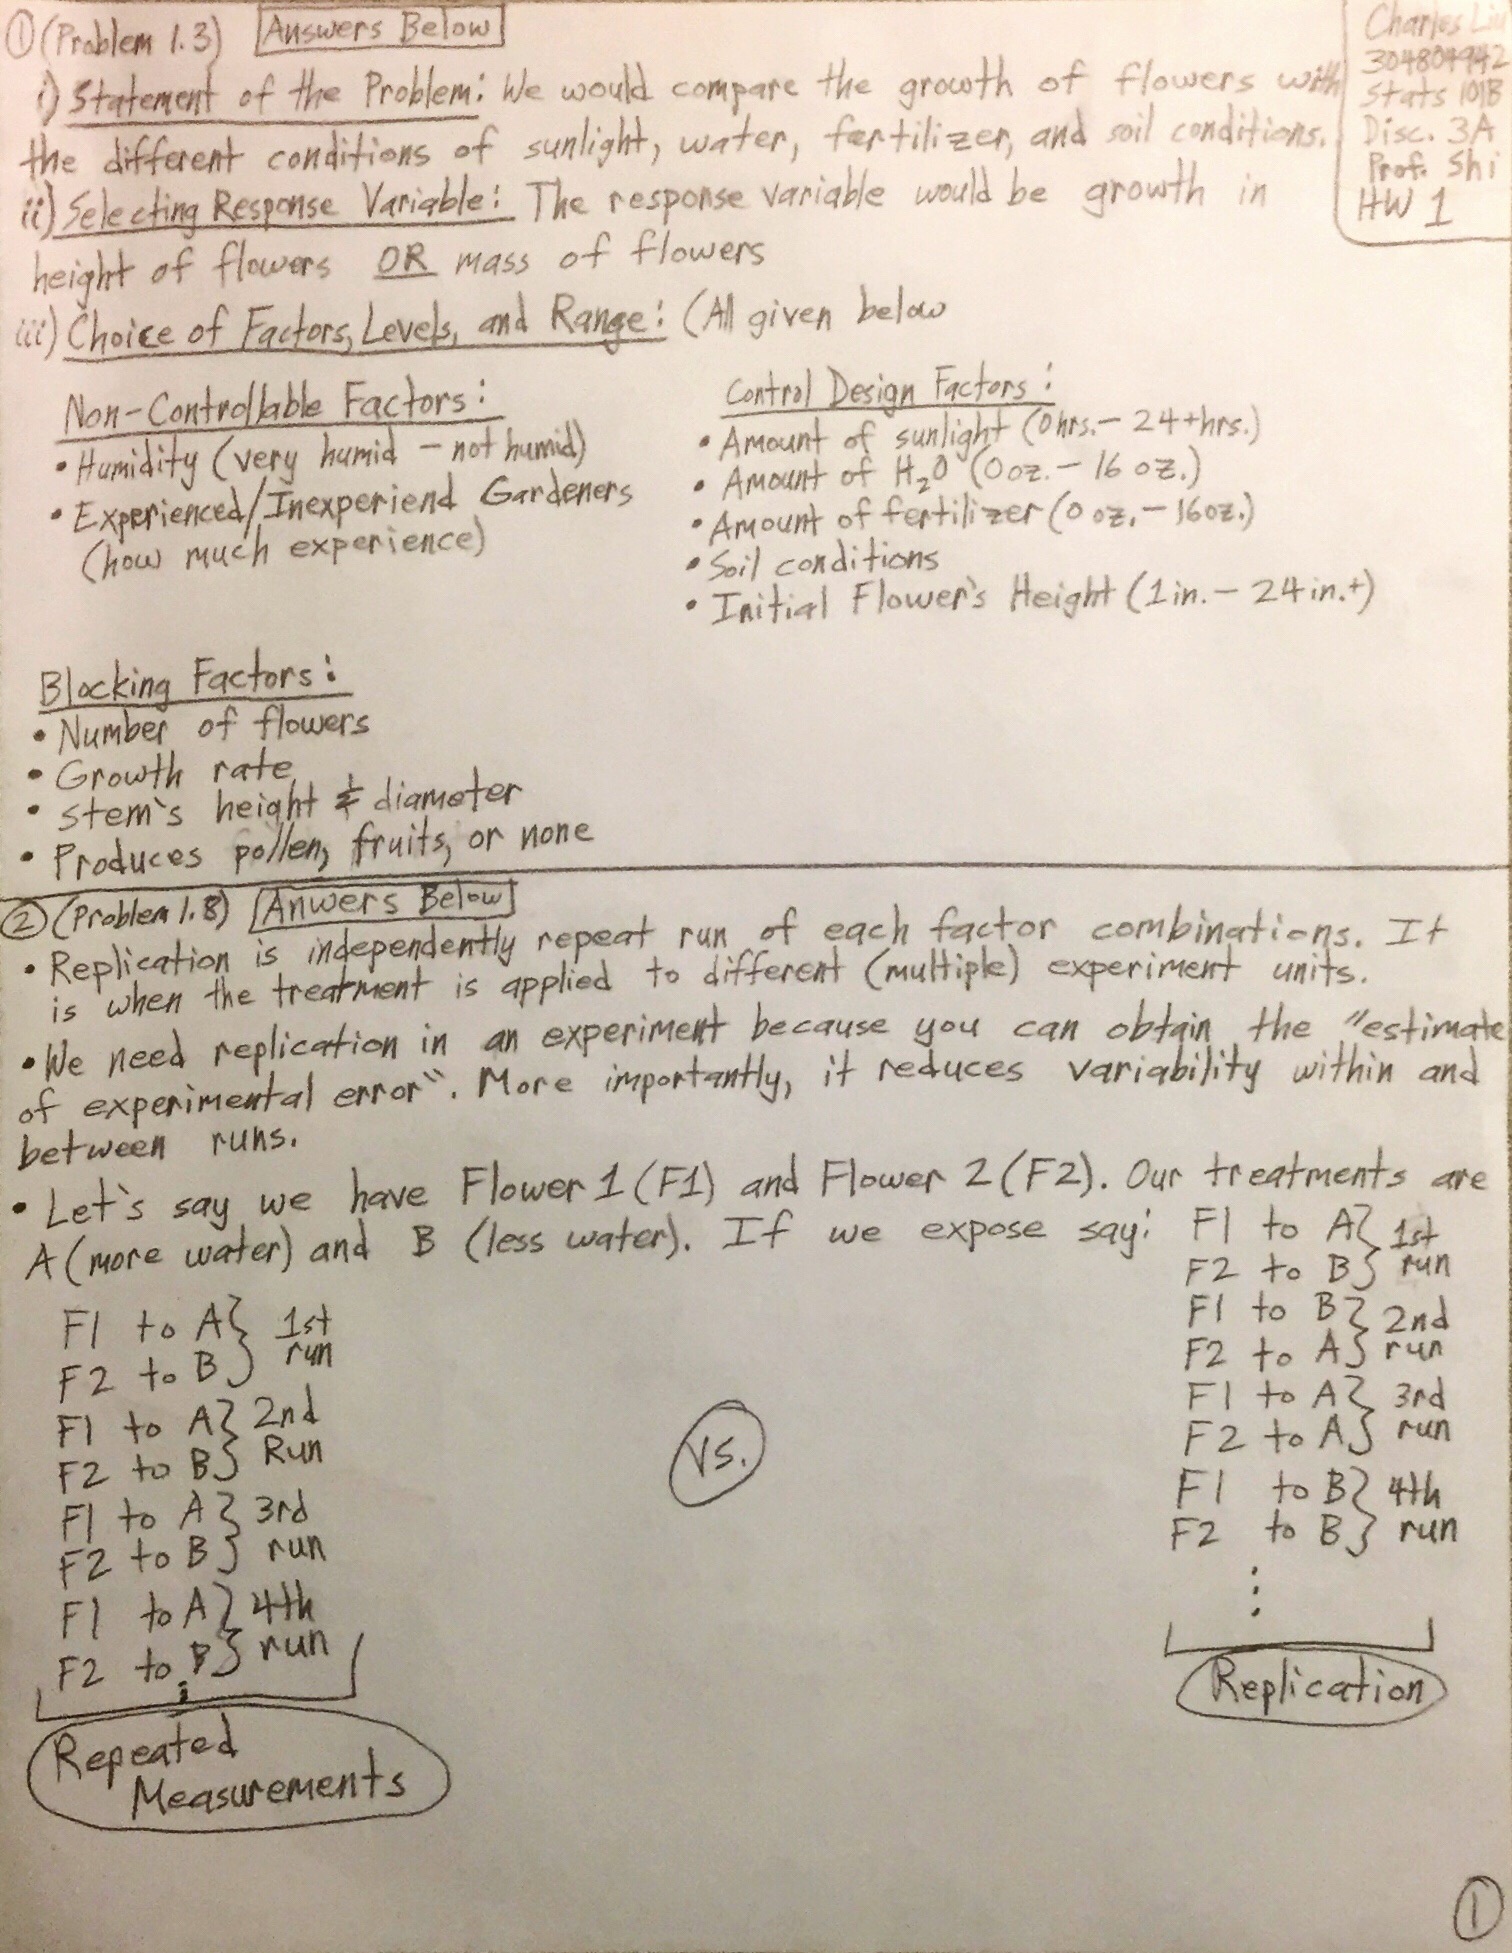 ① (Problem 1.3) Answers Below
Charles Lin
304804942
Stats 101B
Disc. 3A
Prof. Shi
HW 1
i) Statement of the Problem: We would compare the growth of flowers with
the different conditions of sunlight, water, fertilizer, and soil conditions.
ii) Selecting Response Variable: The response variable would be growth in
height of flowers OR mass of flowers
iii) Choice of Factors, Levels, and Range: (All given below
Non-Controllable Factors:
• Humidity (very humid - not humid)
• Experienced/Inexperiend Gardeners
(how much experience)
Control Design Factors:
• Amount of sunlight (0hrs. - 24+hrs.)
• Amount of H₂O (0 oz. - 16 oz.)
• Amount of fertilizer (0 oz. - 16oz.)
• Soil conditions
• Initial Flower's Height (1in. - 24in.+)
Blocking Factors:
• Number of flowers
• Growth rate
• Stem's height & diameter
• Produces pollen, fruits, or none
② (Problem 1.8) Anwers Below
• Replication is independently repeat run of each factor combinations. It
is when the treatment is applied to different (multiple) experiment units.
• We need replication in an experiment because you can obtain the "estimate
of experimental error". More importantly, it reduces variability within and
between runs.
• Let's say we have Flower 1 (F1) and Flower 2 (F2). Our treatments are
A (more water) and B (less water). If we expose say:
F1 to A } 1st
F2 to B } run
F1 to A } 2nd
F2 to B } Run
F1 to A } 3rd
F2 to B } run
F1 to A } 4th
F2 to B } run
Repeated
Measurements
vs.
F1 to A } 1st
F2 to B } run
F1 to B } 2nd
F2 to A } run
F1 to A } 3rd
F2 to A } run
F1 to B } 4th
F2 to B } run
Replication
①